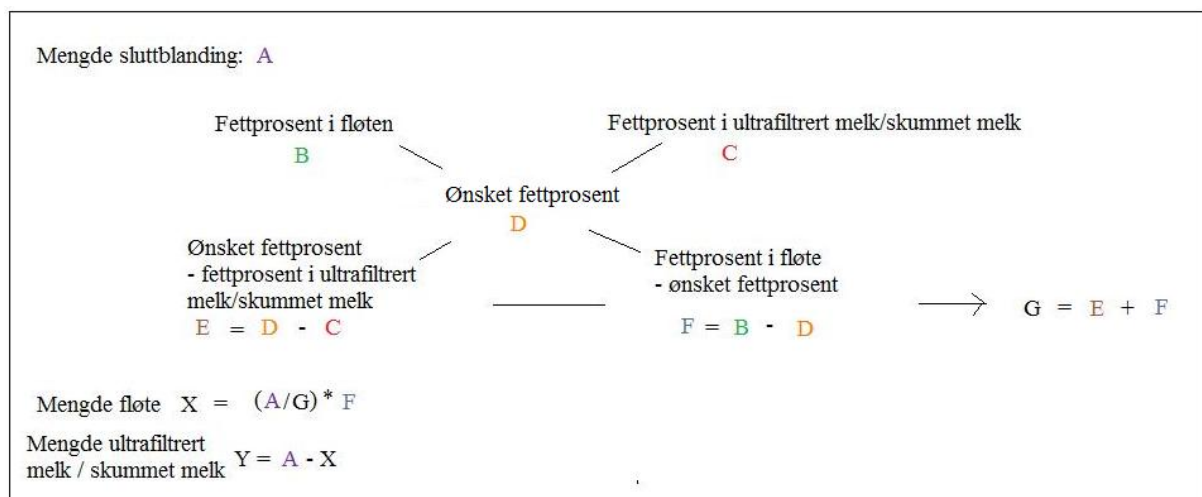 Mengde sluttblanding: A
Fettprosent i fløten
B
Fettprosent i ultrafiltrert melk/skummet melk
C
Ønsket fettprosent
D
Ønsket fettprosent
- fettprosent i ultrafiltrert
melk/skummet melk
E = D - C
Fettprosent i fløte
- ønsket fettprosent
F = B - D
G = E + F
Mengde fløte X = (A/G) * F
Mengde ultrafiltrert
melk / skummet melk Y = A - X